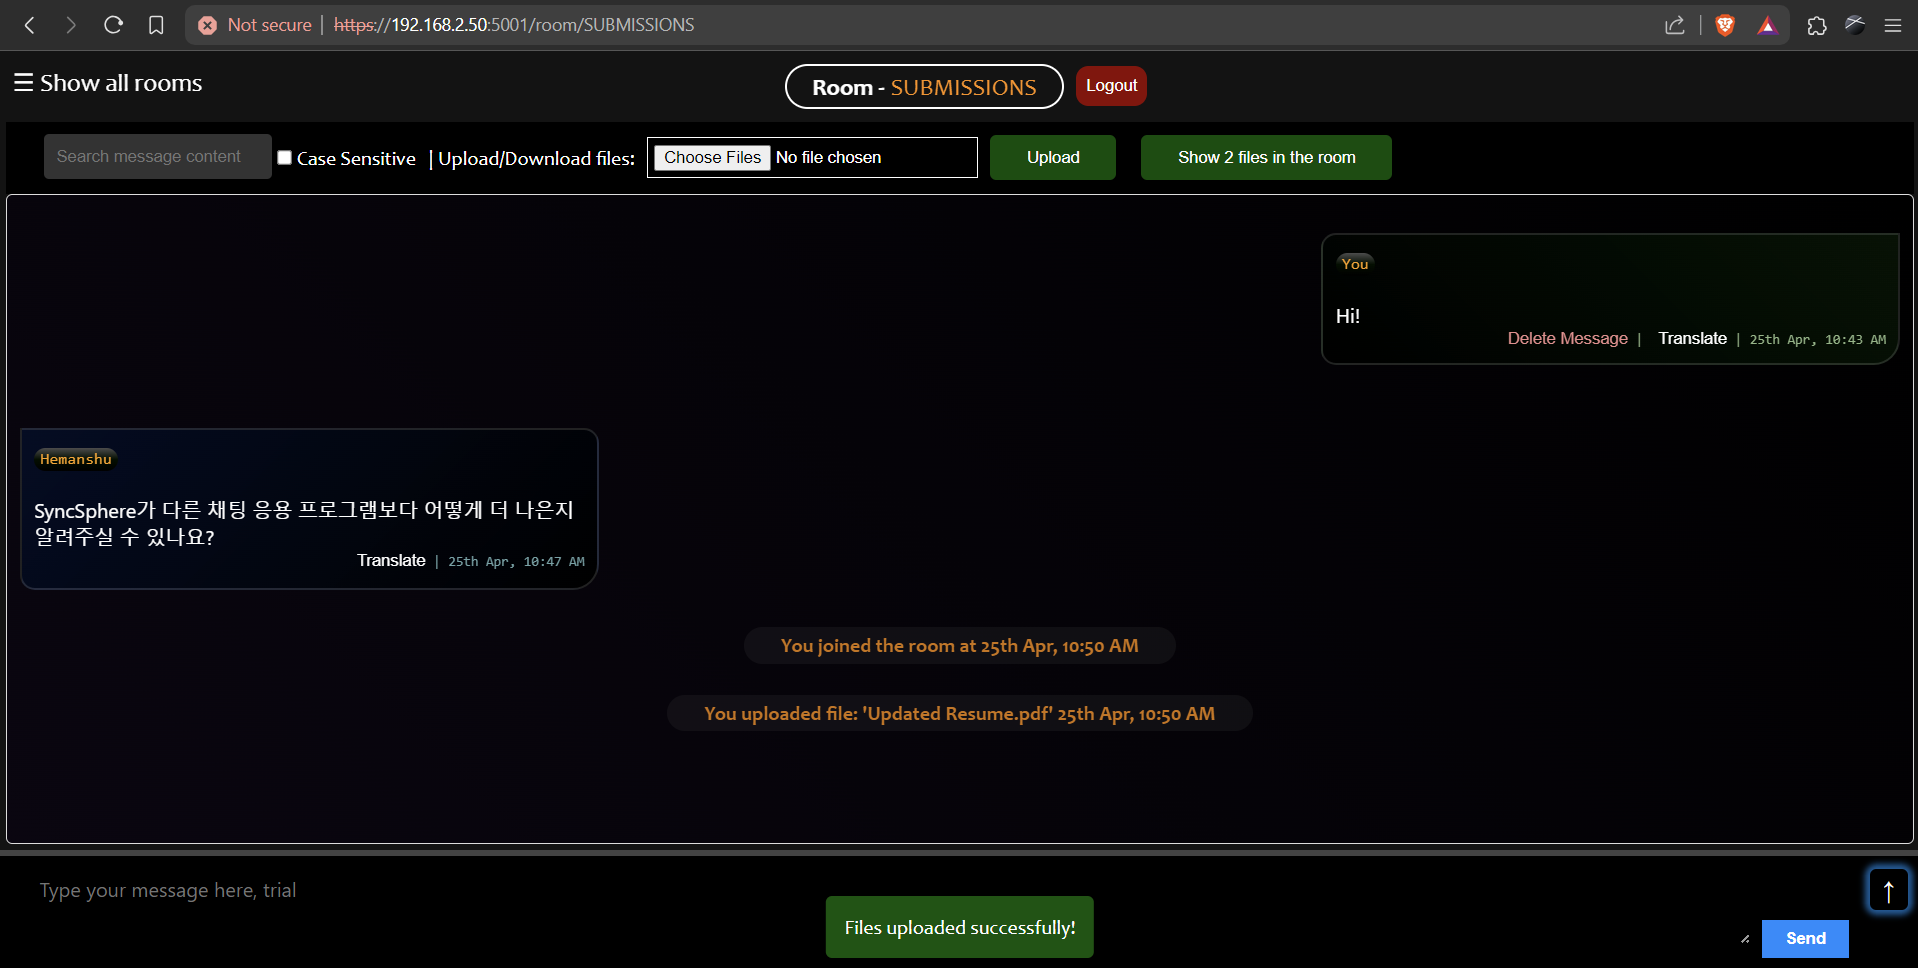 Not secure | https://192.168.2.50:5001/room/SUBMISSIONS
☰ Show all rooms
Room - SUBMISSIONS
Logout
Search message content
Case Sensitive | Upload/Download files:
Choose Files No file chosen
Upload
Show 2 files in the room
You
Hi!
Delete Message | Translate | 25th Apr, 10:43 AM
Hemanshu
SyncSphere가 다른 채팅 응용 프로그램보다 어떻게 더 나은지
알려주실 수 있나요?
Translate | 25th Apr, 10:47 AM
You joined the room at 25th Apr, 10:50 AM
You uploaded file: 'Updated Resume.pdf' 25th Apr, 10:50 AM
Type your message here, trial
↑
Files uploaded successfully!
Send